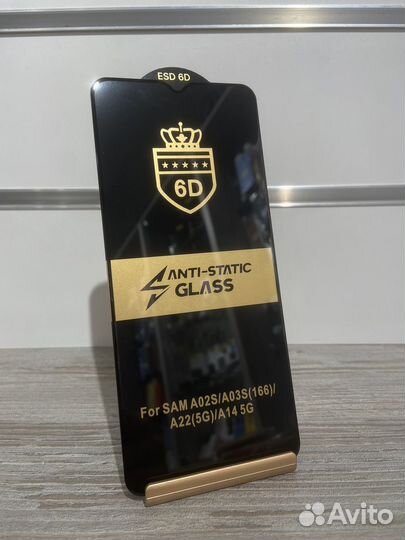 ESD 6D
6D
ANTI-STATIC
GLASS
For SAM A02S/A03S(166)/
A22(5G)/A14 5G
Avito